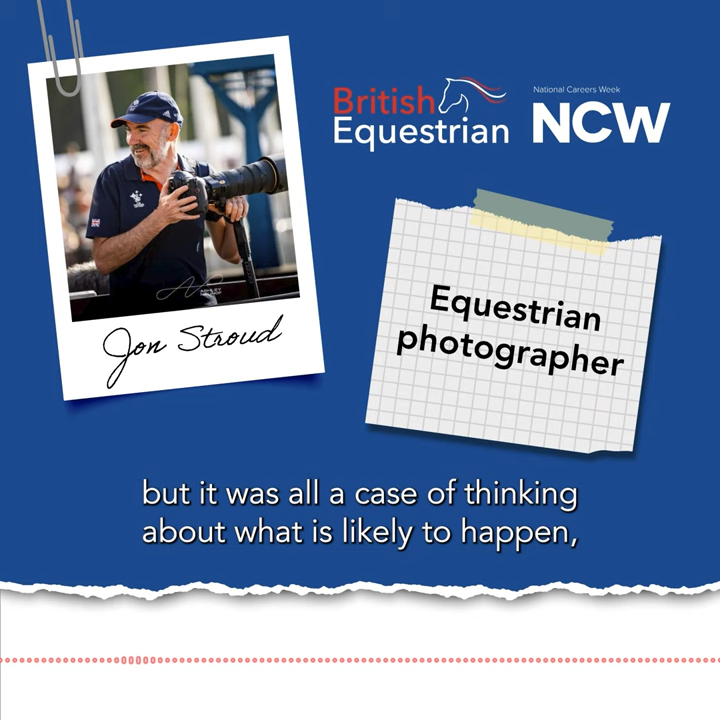 British
Equestrian
National Careers Week
NCW
Jon Stroud
Equestrian
photographer
but it was all a case of thinking
about what is likely to happen,